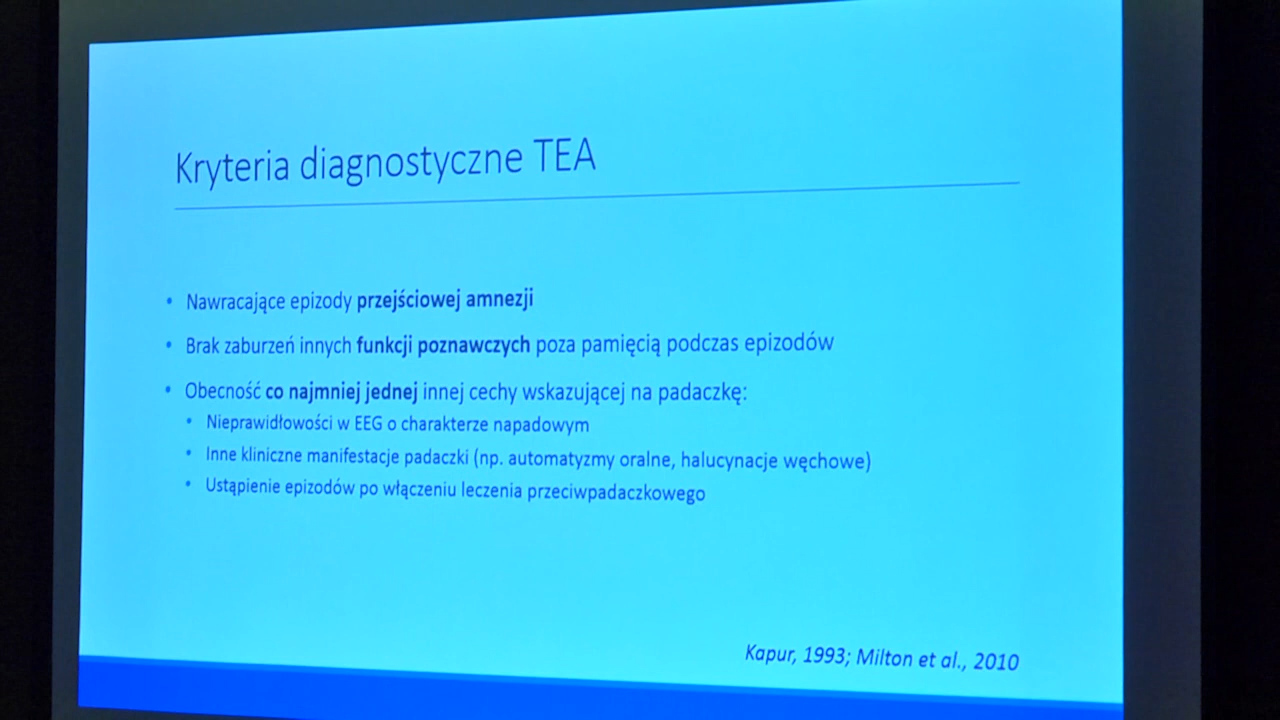 Kryteria diagnostyczne TEA
• Nawracające epizody przejściowej amnezji
• Brak zaburzeń innych funkcji poznawczych poza pamięcią podczas epizodów
• Obecność co najmniej jednej innej cechy wskazującej na padaczkę:
• Nieprawidłowości w EEG o charakterze napadowym
• Inne kliniczne manifestacje padaczki (np. automatyzmy oralne, halucynacje węchowe)
• Ustąpienie epizodów po włączeniu leczenia przeciwpadaczkowego
Kapur, 1993; Milton et al., 2010